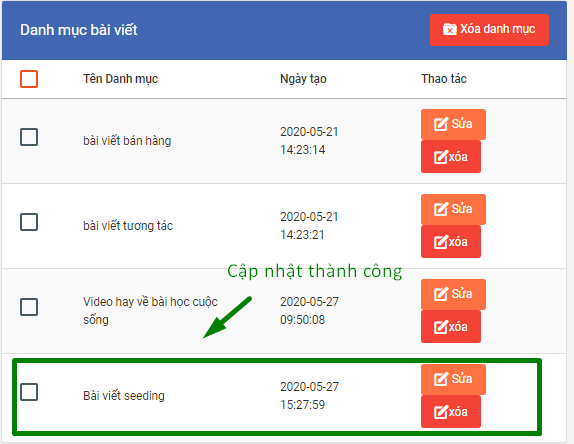 Danh mục bài viết
Xóa danh mục
Tên Danh mục Ngày tạo Thao tác
bài viết bán hàng
2020-05-21
14:23:14
Sửa
xóa
bài viết tương tác
2020-05-21
14:23:21
Sửa
xóa
Cập nhật thành công
Video hay về bài học cuộc
sống
2020-05-27
09:50:08
Sửa
xóa
Bài viết seeding
2020-05-27
15:27:59
Sửa
xóa